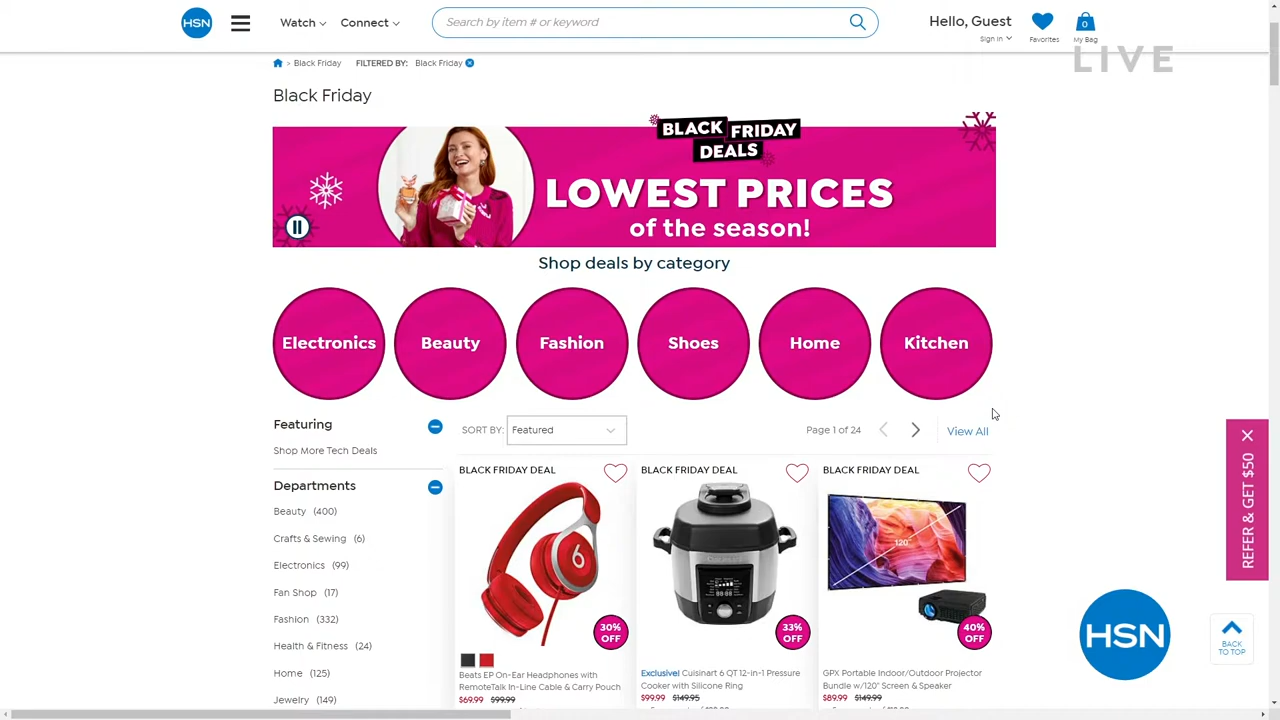 HSN
Watch
Connect
Search by item # or keyword
Hello, Guest
Sign In
Favorites
0
My Bag
LIVE
> Black Friday
FILTERED BY: Black Friday
Black Friday
BLACK FRIDAY
DEALS
LOWEST PRICES
of the season!
Shop deals by category
Electronics
Beauty
Fashion
Shoes
Home
Kitchen
Featuring
Shop More Tech Deals
Departments
Beauty (400)
Crafts & Sewing (6)
Electronics (99)
Fan Shop (17)
Fashion (332)
Health & Fitness (24)
Home (125)
Jewelry (149)
SORT BY: Featured
Page 1 of 24
View All
BLACK FRIDAY DEAL
30%
OFF
Beats EP On-Ear Headphones with
RemoteTalk In-Line Cable & Carry Pouch
$69.99 $99.99
BLACK FRIDAY DEAL
33%
OFF
Exclusive! Cuisinart 6 QT 12-in-1 Pressure
Cooker with Silicone Ring
$99.99 $149.95
BLACK FRIDAY DEAL
120"
40%
OFF
GPX Portable Indoor/Outdoor Projector
Bundle w/120" Screen & Speaker
$89.99 $149.99
REFER & GET $50
HSN
BACK
TO TOP